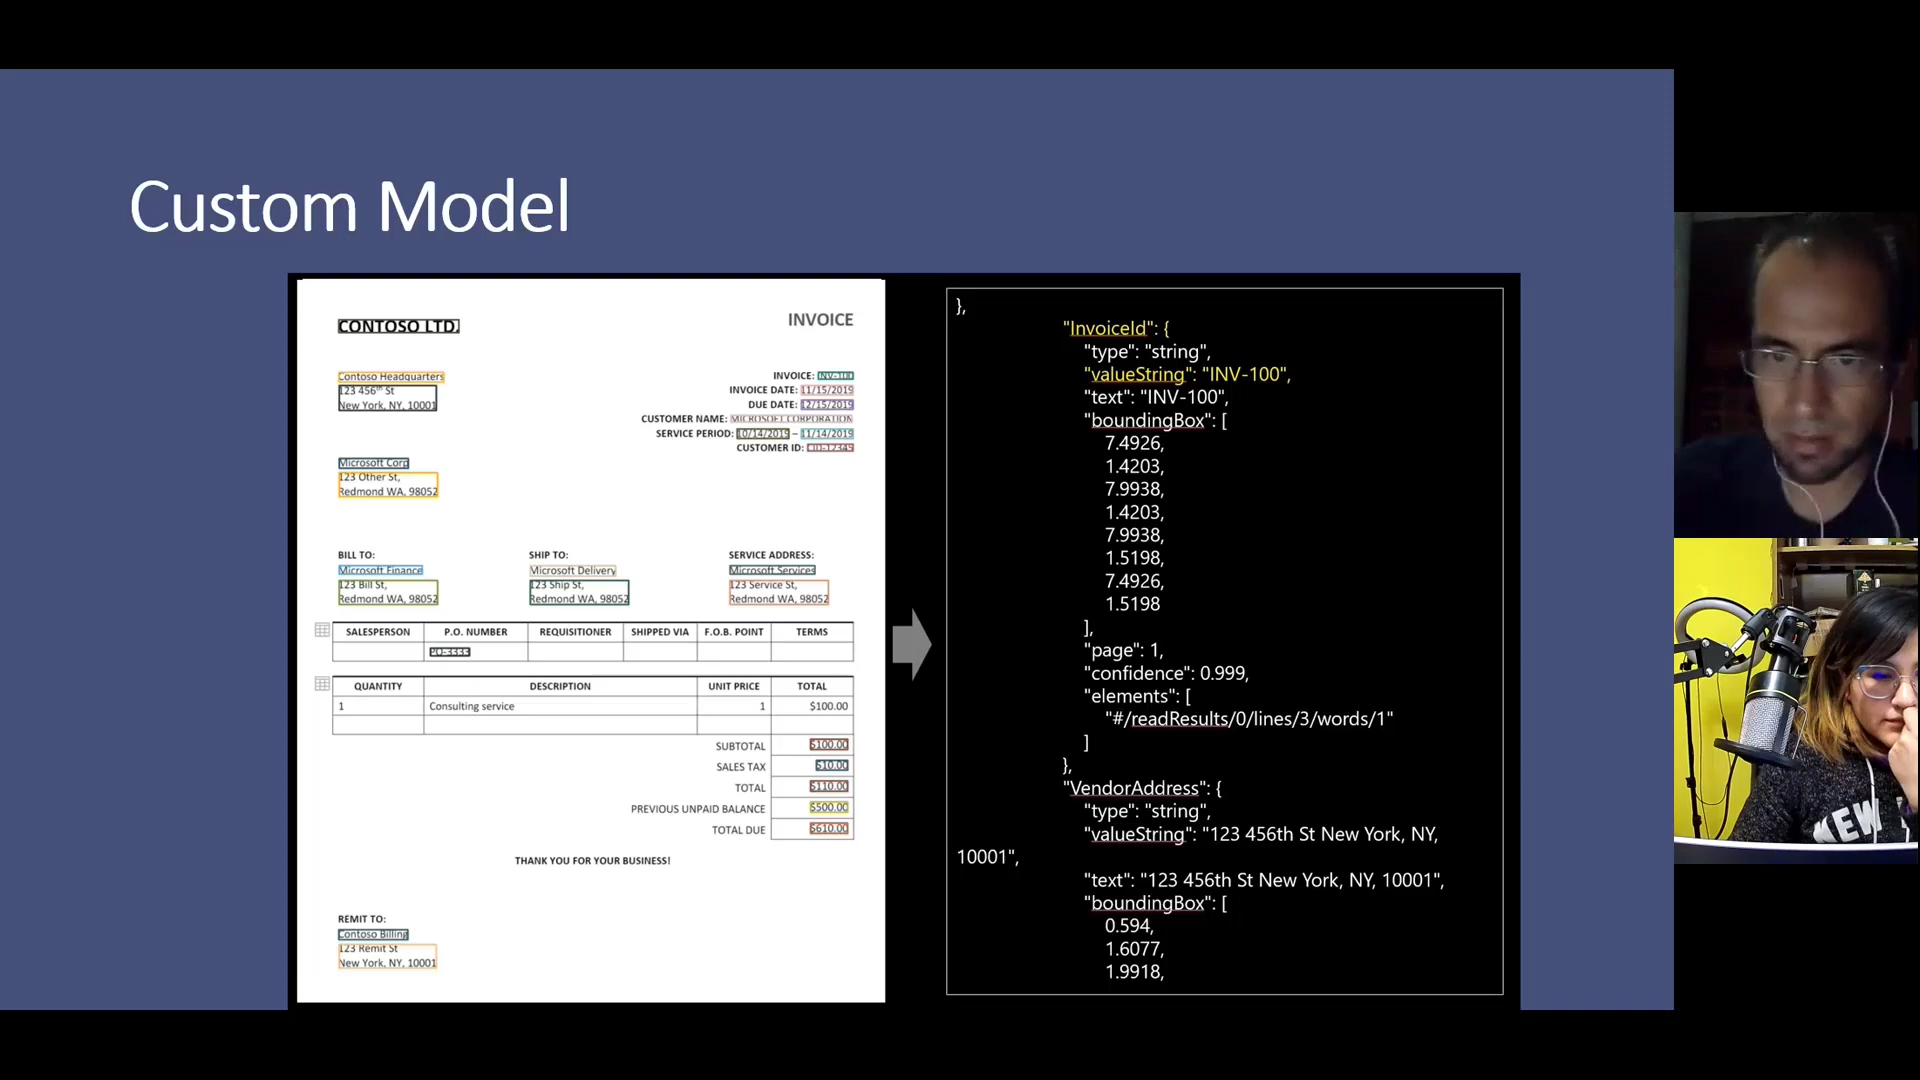 Custom Model
CONTOSO LTD.
INVOICE
Contoso Headquarters
123 456th St
New York, NY, 10001
INVOICE: INV-100
INVOICE DATE: 11/15/2019
DUE DATE: 12/15/2019
CUSTOMER NAME: MICROSOFT CORPORATION
SERVICE PERIOD: 10/14/2019 – 11/14/2019
CUSTOMER ID: CID-12345
Microsoft Corp
123 Other St,
Redmond WA, 98052
BILL TO:
Microsoft Finance
123 Bill St,
Redmond WA, 98052
SHIP TO:
Microsoft Delivery
123 Ship St,
Redmond WA, 98052
SERVICE ADDRESS:
Microsoft Services
123 Service St,
Redmond WA, 98052
SALESPERSON P.O. NUMBER REQUISITIONER SHIPPED VIA F.O.B. POINT TERMS
PO-3333
QUANTITY DESCRIPTION UNIT PRICE TOTAL
1 Consulting service 1 $100.00
SUBTOTAL $100.00
SALES TAX $10.00
TOTAL $110.00
PREVIOUS UNPAID BALANCE $500.00
TOTAL DUE $610.00
THANK YOU FOR YOUR BUSINESS!
REMIT TO:
Contoso Billing
123 Remit St
New York, NY, 10001
},
"InvoiceId": {
"type": "string",
"valueString": "INV-100",
"text": "INV-100",
"boundingBox": [
7.4926,
1.4203,
7.9938,
1.4203,
7.9938,
1.5198,
7.4926,
1.5198
],
"page": 1,
"confidence": 0.999,
"elements": [
"#/readResults/0/lines/3/words/1"
]
},
"VendorAddress": {
"type": "string",
"valueString": "123 456th St New York, NY,
10001",
"text": "123 456th St New York, NY, 10001",
"boundingBox": [
0.594,
1.6077,
1.9918,
NEW